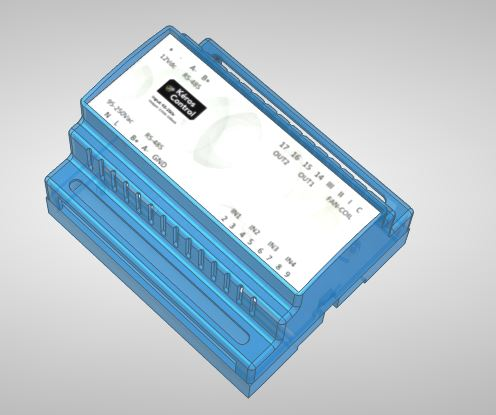 12Vdc
- A- B+
RS-485
Kéros
Control
95-250Vac
N L
RS-485
B+ A- GND
17 16 15 14 III II I C
OUT2 OUT1 FAN-COIL
IN1 IN2 IN3 IN4
2 3 4 5 6 7 8 9